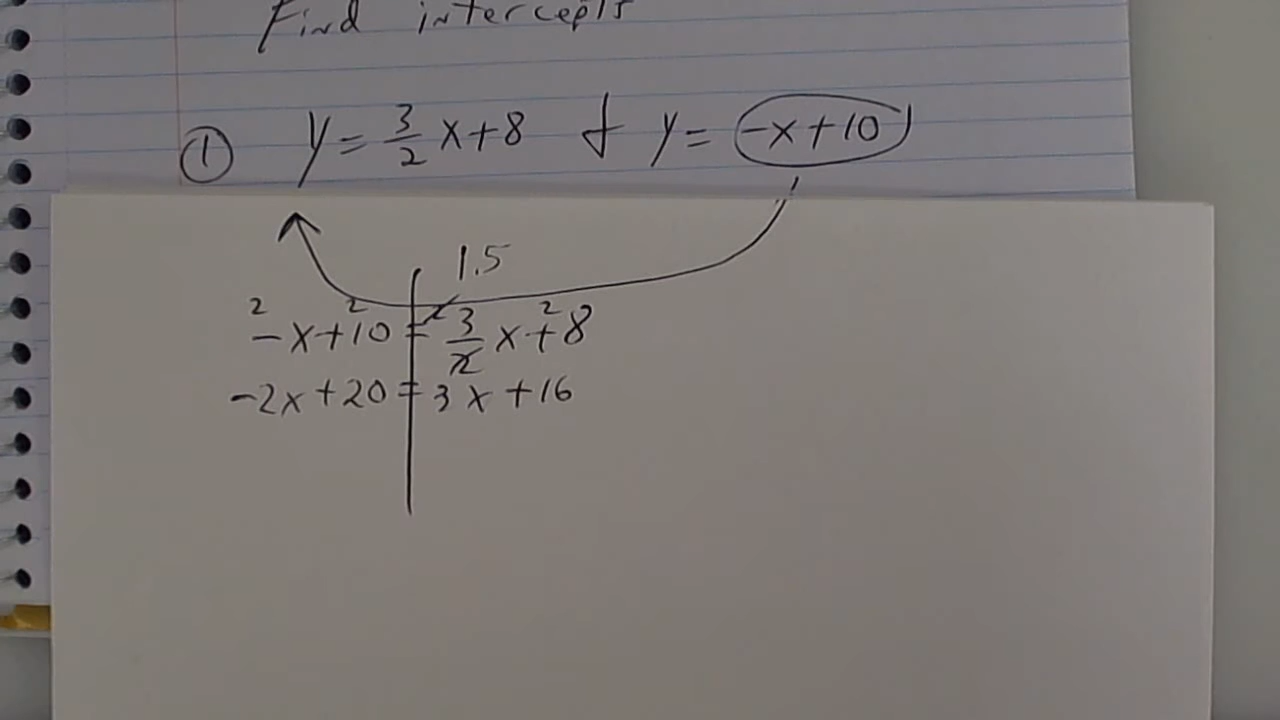 Find intercepts
① y = 3/2 x + 8 & y = -x + 10
1.5
2 2 2 2
-x + 10 = 3/2 x + 8
-2x + 20 = 3x + 16